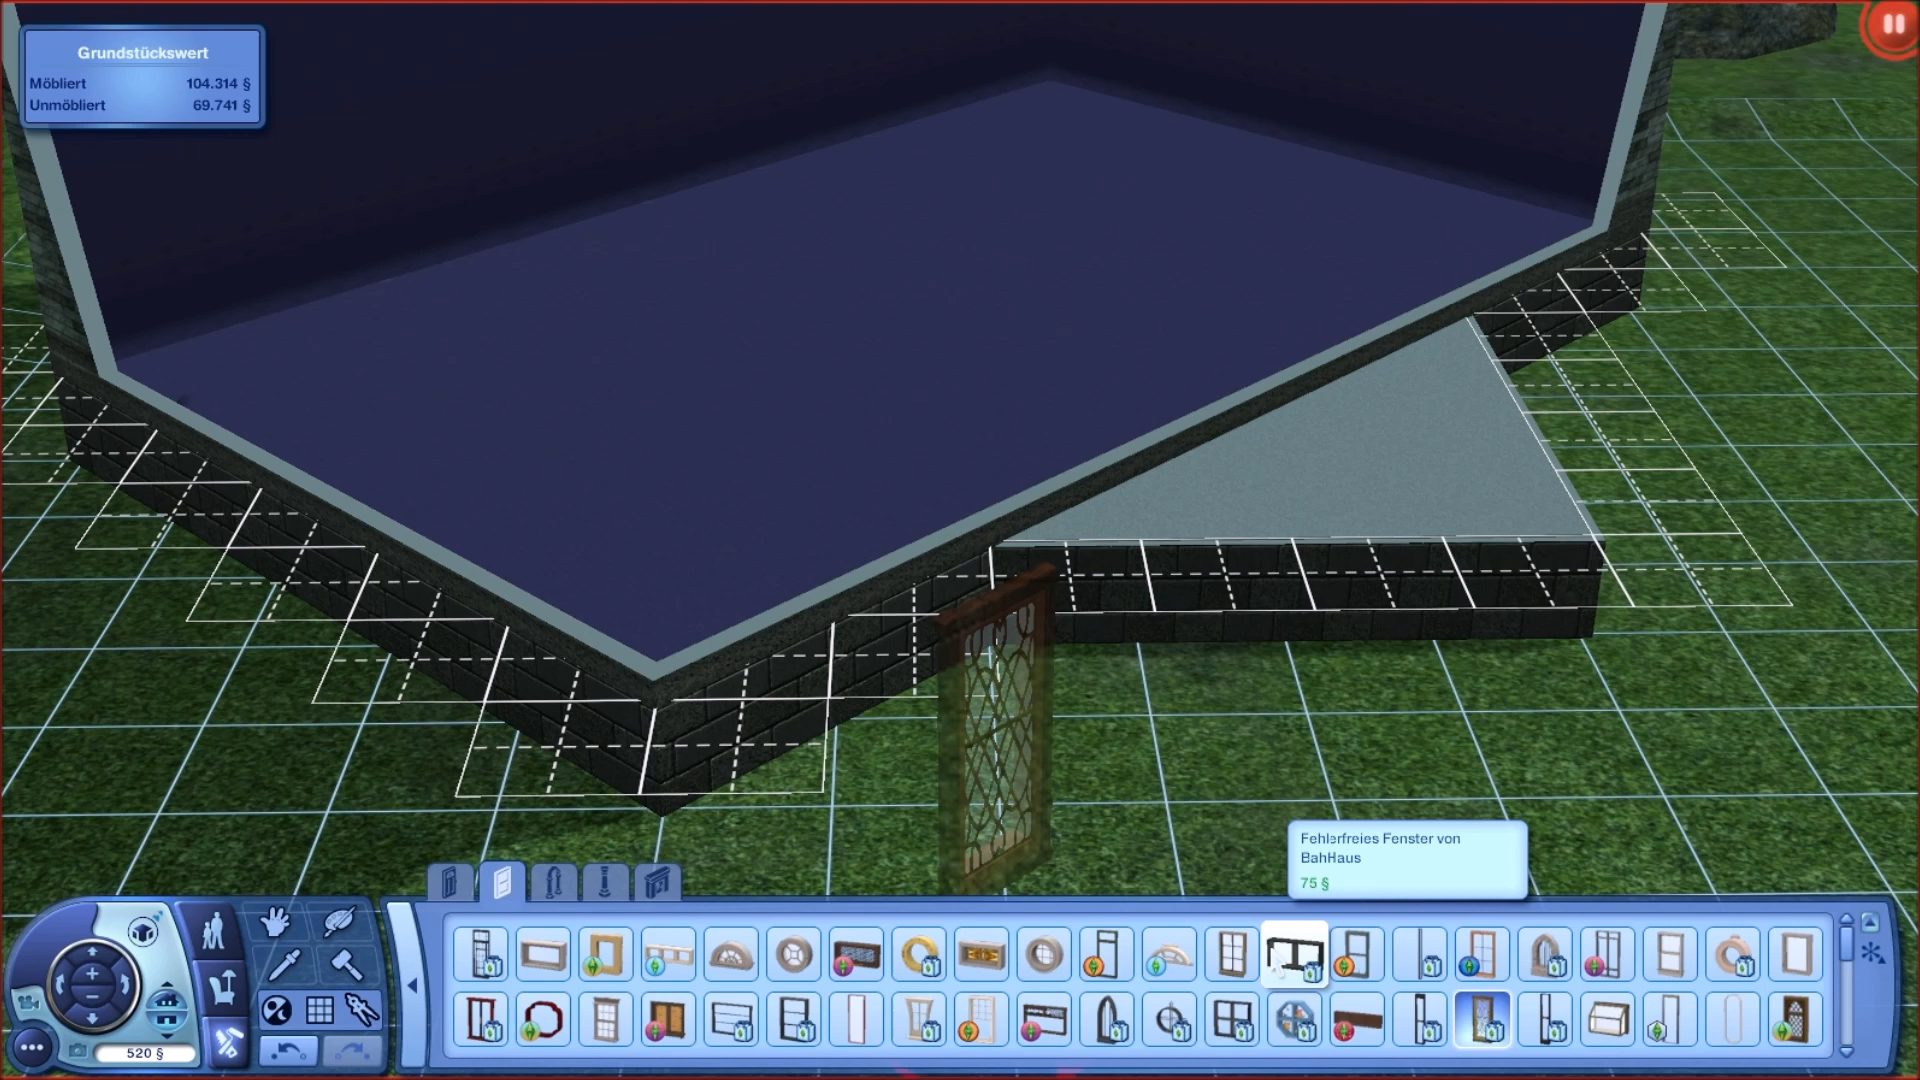 Grundstückswert
Möbliert 104.314 §
Unmöbliert 69.741 §
Fehlerfreies Fenster von
BahHaus
75 §
520 §